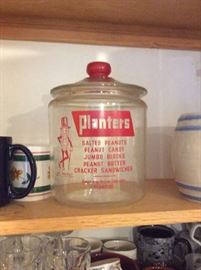 Planters
SALTED PEANUTS
PEANUT CANDY
JUMBO BLOCKS
PEANUT BUTTER
CRACKER SANDWICHES